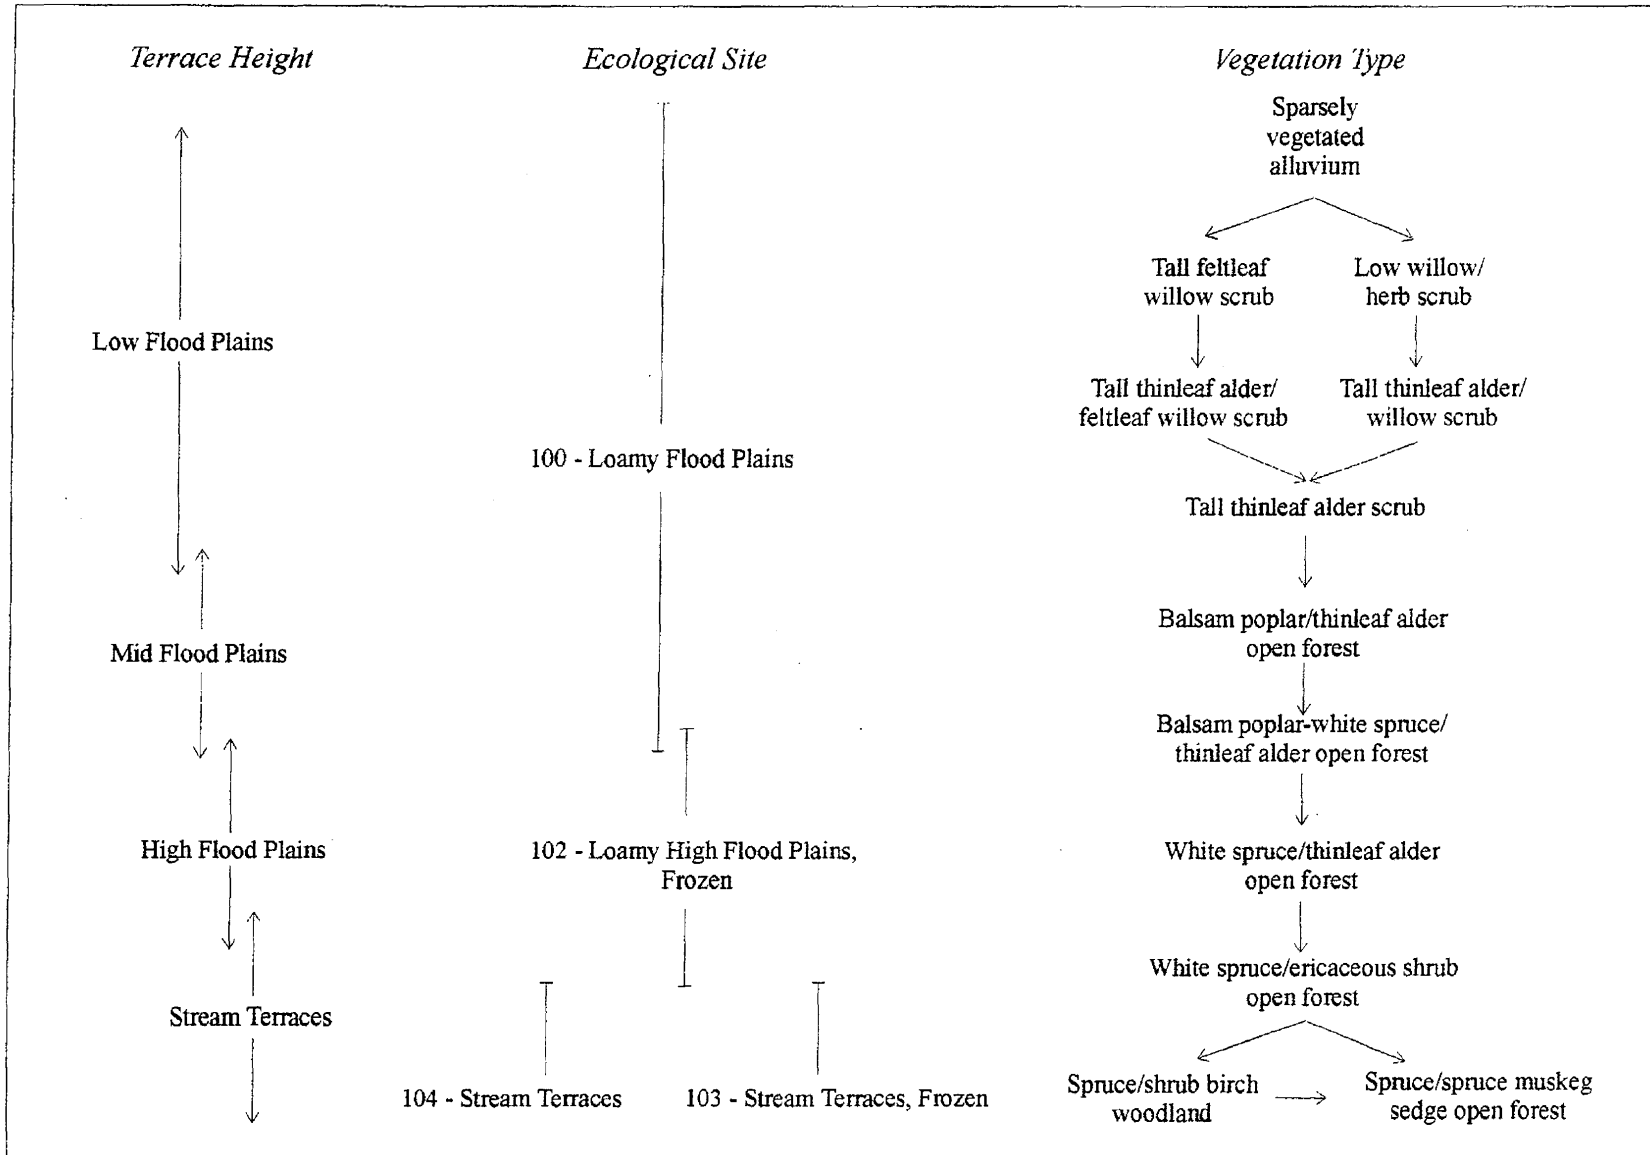 Terrace Height
Ecological Site
Vegetation Type
Sparsely
vegetated
alluvium
Tall feltleaf
willow scrub
Low willow/
herb scrub
Low Flood Plains
Tall thinleaf alder/
feltleaf willow scrub
Tall thinleaf alder/
willow scrub
100 - Loamy Flood Plains
Tall thinleaf alder scrub
Mid Flood Plains
Balsam poplar/thinleaf alder
open forest
Balsam poplar-white spruce/
thinleaf alder open forest
High Flood Plains
102 - Loamy High Flood Plains,
Frozen
White spruce/thinleaf alder
open forest
White spruce/ericaceous shrub
open forest
Stream Terraces
104 - Stream Terraces
103 - Stream Terraces, Frozen
Spruce/shrub birch
woodland
Spruce/spruce muskeg
sedge open forest